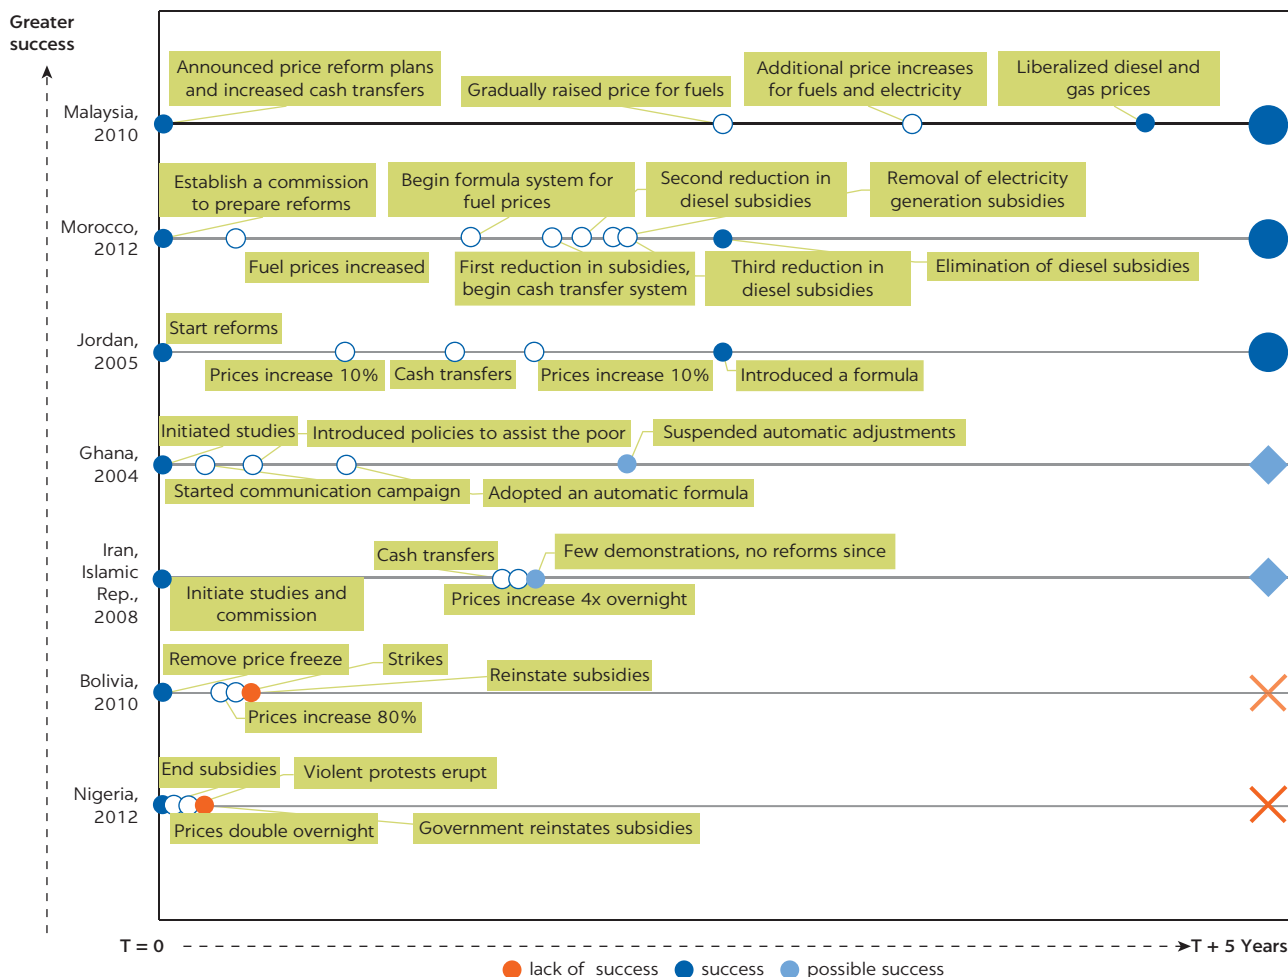 Greater
success
Announced price reform plans
and increased cash transfers
Gradually raised price for fuels
Additional price increases
for fuels and electricity
Liberalized diesel and
gas prices
Malaysia,
2010
Establish a commission
to prepare reforms
Begin formula system for
fuel prices
Second reduction in
diesel subsidies
Removal of electricity
generation subsidies
Morocco,
2012
Fuel prices increased
First reduction in subsidies,
begin cash transfer system
Third reduction in
diesel subsidies
Elimination of diesel subsidies
Start reforms
Jordan,
2005
Prices increase 10%
Cash transfers
Prices increase 10%
Introduced a formula
Initiated studies
Introduced policies to assist the poor
Suspended automatic adjustments
Ghana,
2004
Started communication campaign
Adopted an automatic formula
Iran,
Islamic
Rep.,
2008
Cash transfers
Few demonstrations, no reforms since
Initiate studies and
commission
Prices increase 4x overnight
Remove price freeze
Strikes
Reinstate subsidies
Bolivia,
2010
Prices increase 80%
End subsidies
Violent protests erupt
Nigeria,
2012
Prices double overnight
Government reinstates subsidies
T = 0
T + 5 Years
lack of success
success
possible success